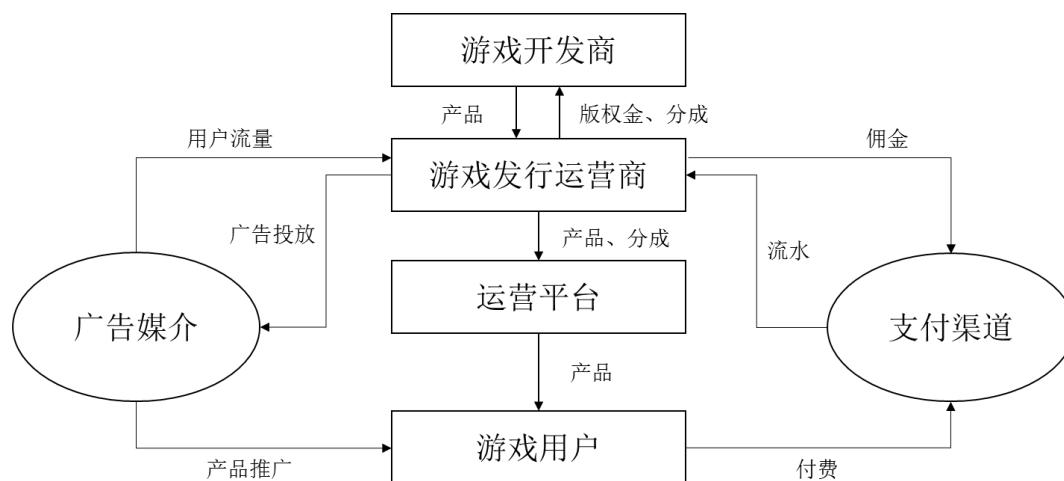 游戏开发商
产品
版权金、分成
用户流量
佣金
游戏发行运营商
广告投放
产品、分成
流水
广告媒介
运营平台
支付渠道
产品
游戏用户
产品推广
付费